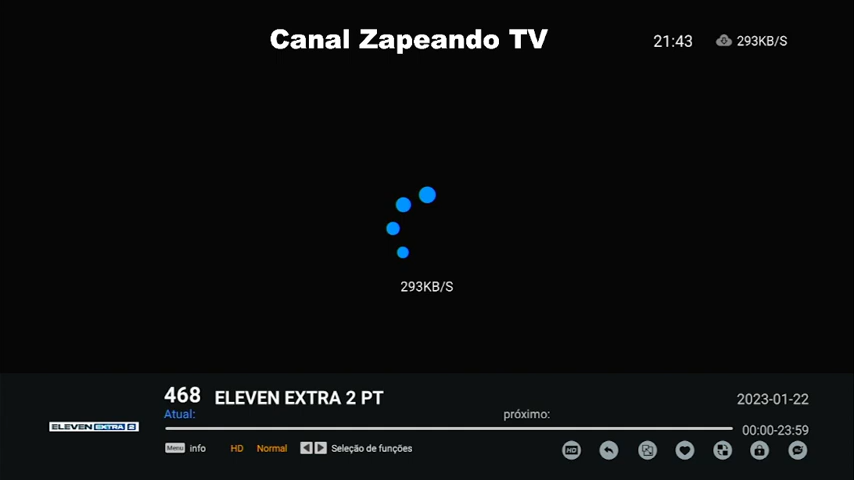 Canal Zapeando TV
21:43
293KB/S
293KB/S
468 ELEVEN EXTRA 2 PT
2023-01-22
Atual:
próximo:
ELEVEN EXTRA 2
00:00-23:59
Menu info HD Normal Seleção de funções
HD